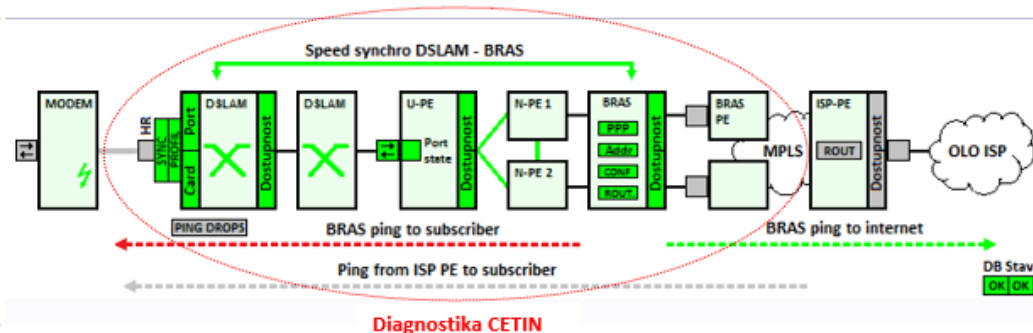 Speed synchro DSLAM - BRAS
MODEM
HR
SYNC
PROFIL
Port
Card
DSLAM
Dostupnost
DSLAM
U-PE
Port
state
Dostupnost
N-PE 1
N-PE 2
BRAS
PPP
Addr
CONF
ROUT
Dostupnost
BRAS
PE
MPLS
ISP-PE
ROUT
Dostupnost
OLO ISP
PING DROPS
BRAS ping to subscriber
BRAS ping to internet
Ping from ISP PE to subscriber
DB Stav
OK OK
Diagnostika CETIN